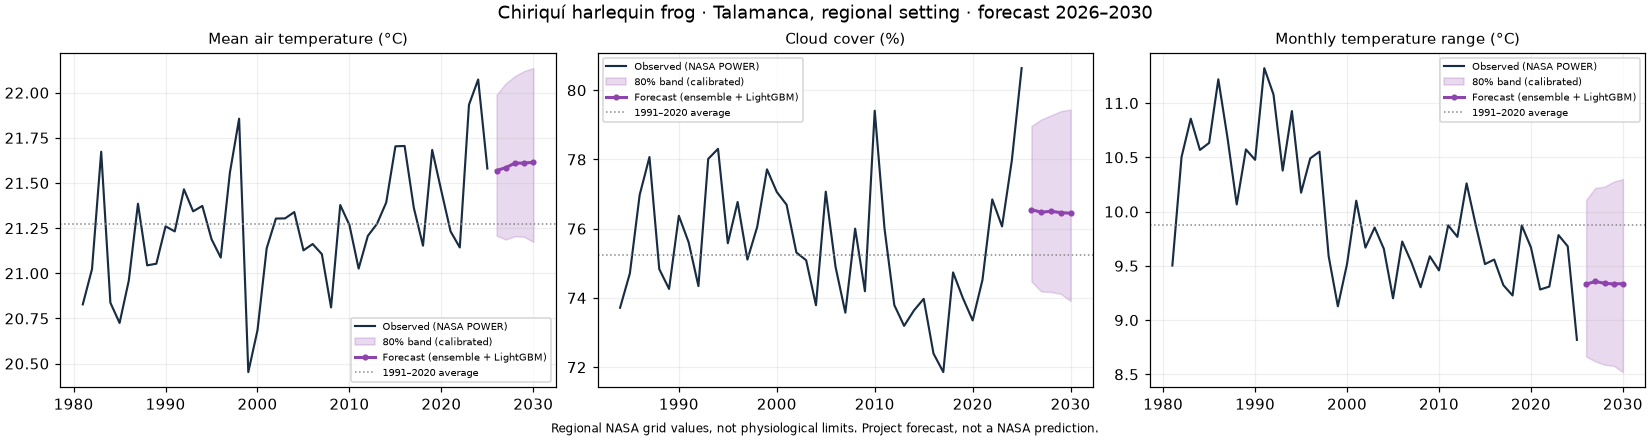 Chiriquí harlequin frog · Talamanca, regional setting · forecast 2026–2030
Mean air temperature (°C)
22.00
21.75
21.50
21.25
21.00
20.75
20.50
1980
1990
2000
2010
2020
2030
Observed (NASA POWER)
80% band (calibrated)
Forecast (ensemble + LightGBM)
1991–2020 average
Cloud cover (%)
80
78
76
74
72
1990
2000
2010
2020
2030
Observed (NASA POWER)
80% band (calibrated)
Forecast (ensemble + LightGBM)
1991–2020 average
Monthly temperature range (°C)
11.0
10.5
10.0
9.5
9.0
8.5
1980
1990
2000
2010
2020
2030
Observed (NASA POWER)
80% band (calibrated)
Forecast (ensemble + LightGBM)
1991–2020 average
Regional NASA grid values, not physiological limits. Project forecast, not a NASA prediction.